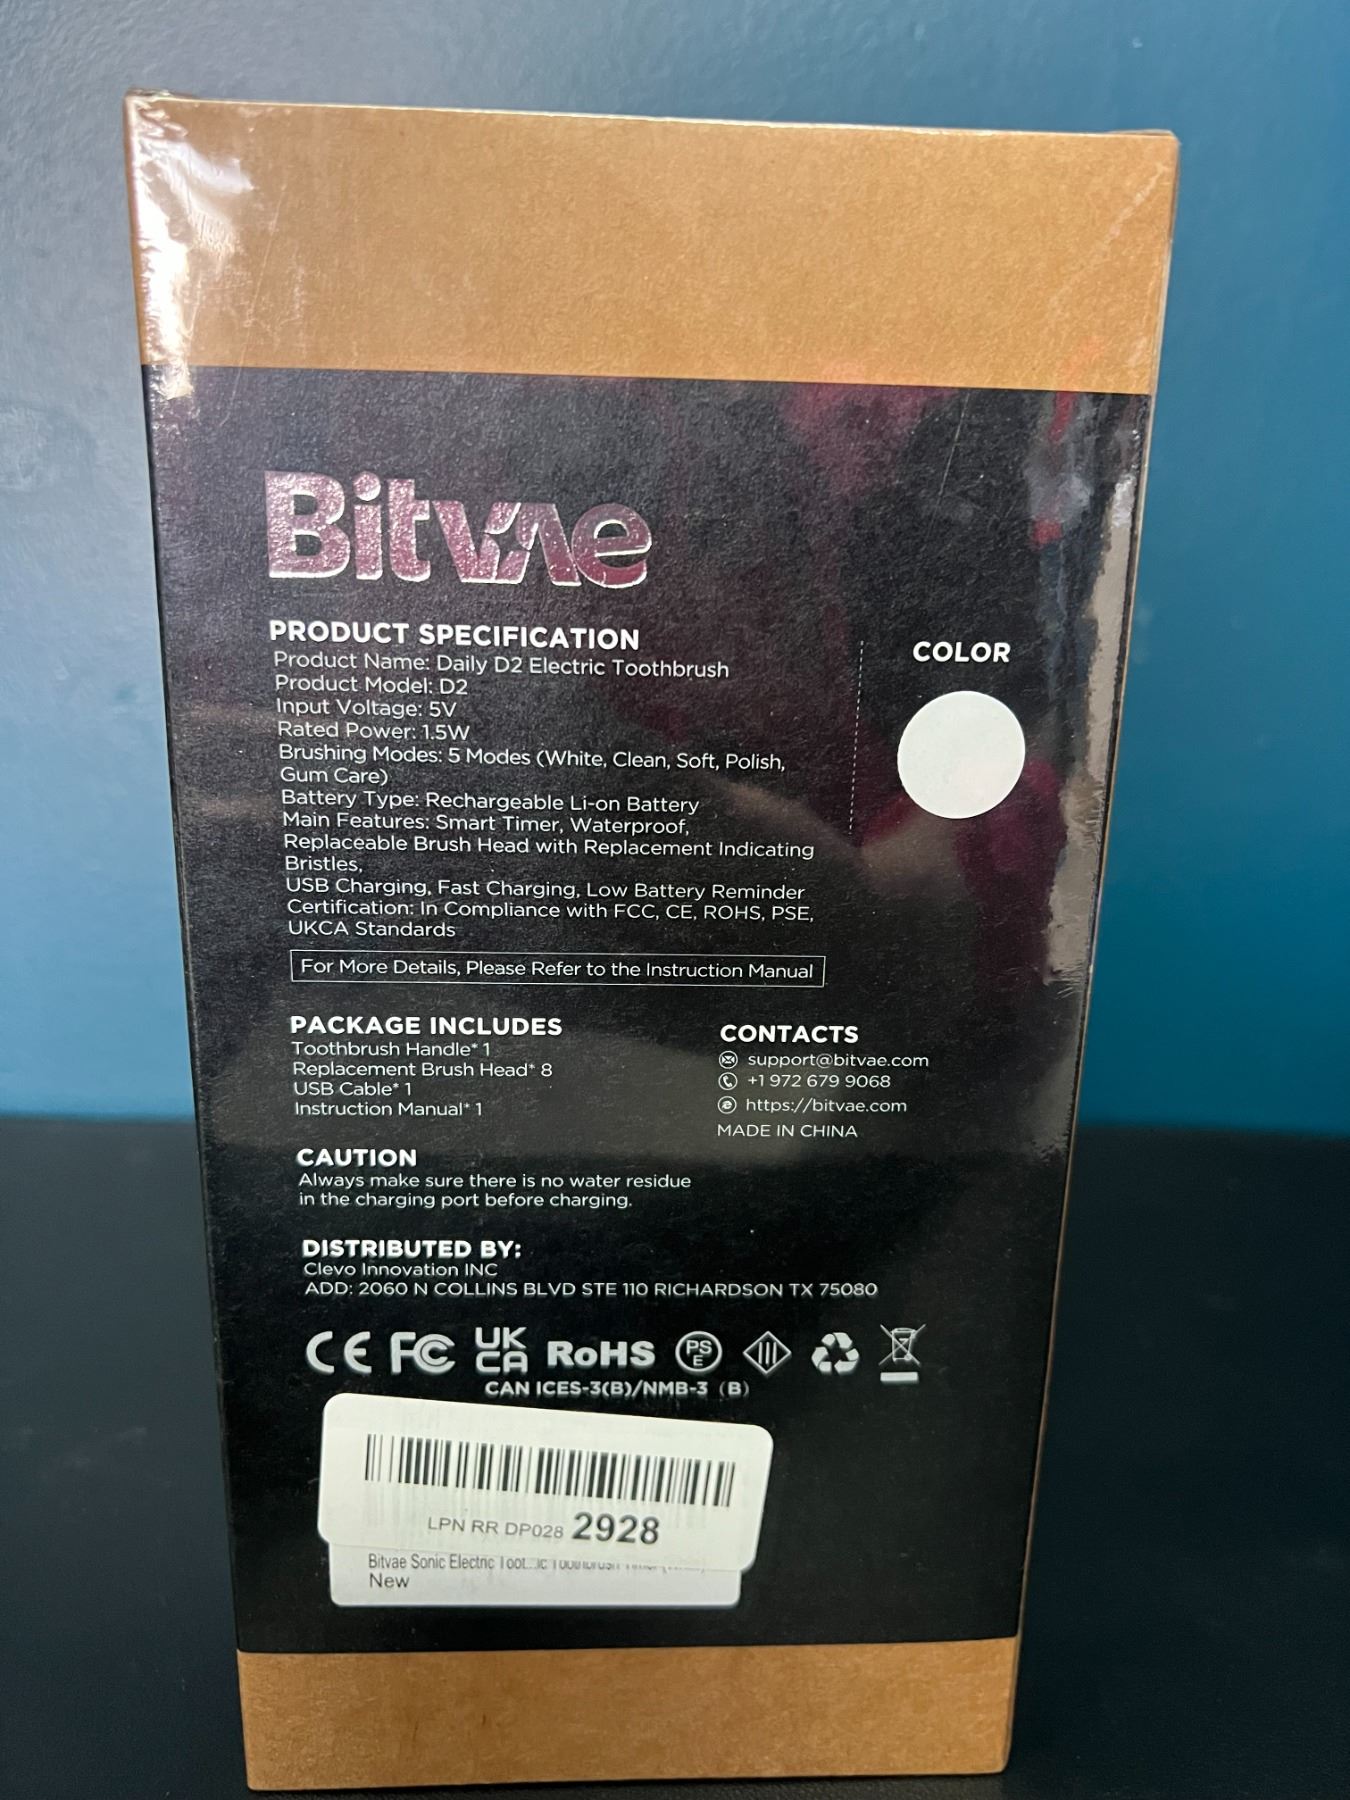 Bitvae
PRODUCT SPECIFICATION
Product Name: Daily D2 Electric Toothbrush
Product Model: D2
Input Voltage: 5V
Rated Power: 1.5W
Brushing Modes: 5 Modes (White, Clean, Soft, Polish,
Gum Care)
Battery Type: Rechargeable Li-on Battery
Main Features: Smart Timer, Waterproof,
Replaceable Brush Head with Replacement Indicating
Bristles,
USB Charging, Fast Charging, Low Battery Reminder
Certification: In Compliance with FCC, CE, ROHS, PSE,
UKCA Standards
For More Details, Please Refer to the Instruction Manual
COLOR
PACKAGE INCLUDES
Toothbrush Handle* 1
Replacement Brush Head* 8
USB Cable* 1
Instruction Manual* 1
CONTACTS
support@bitvae.com
+1 972 679 9068
https://bitvae.com
MADE IN CHINA
CAUTION
Always make sure there is no water residue
in the charging port before charging.
DISTRIBUTED BY:
Clevo Innovation INC
ADD: 2060 N COLLINS BLVD STE 110 RICHARDSON TX 75080
CE FC UK CA RoHS PS E
CAN ICES-3(B)/NMB-3 (B)
LPN RR DP028 2928
Bitvae Sonic Electric Toot...ic
New